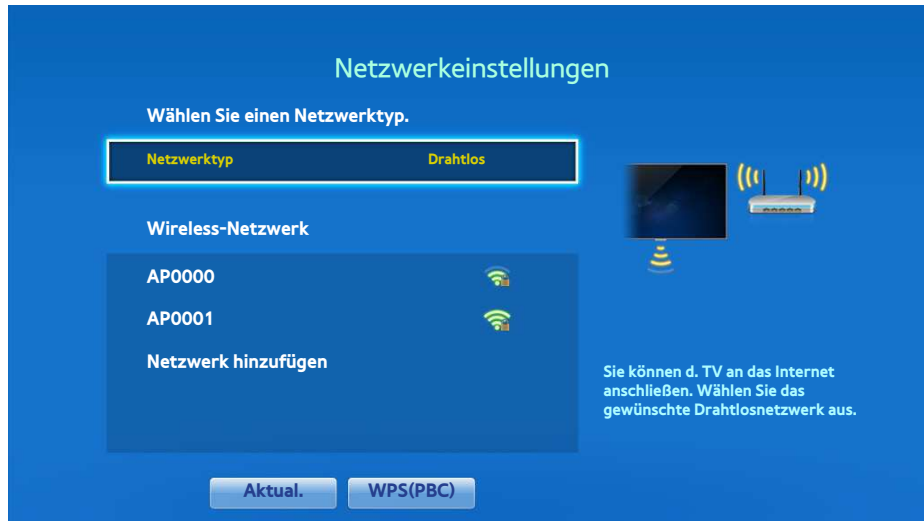 Netzwerkeinstellungen
Wählen Sie einen Netzwerktyp.
Netzwerktyp Drahtlos
Wireless-Netzwerk
AP0000
AP0001
Netzwerk hinzufügen
Sie können d. TV an das Internet
anschließen. Wählen Sie das
gewünschte Drahtlosnetzwerk aus.
Aktual. WPS(PBC)